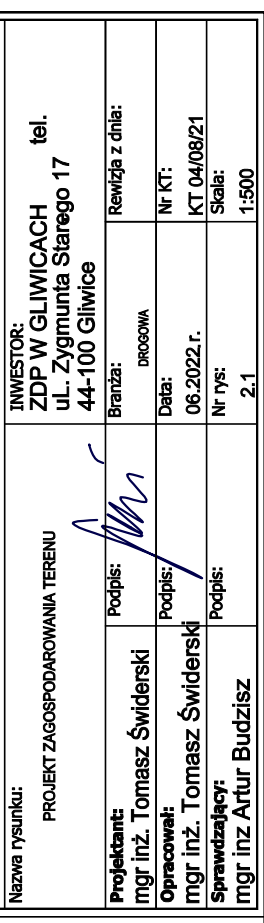 Nazwa rysunku:
PROJEKT ZAGOSPODAROWANIA TERENU
INWESTOR:
ZDP W GLIWICACH tel.
uL. Zygmunta Starego 17
44-100 Gliwice
Projektant:
mgr inż. Tomasz Świderski
Podpis:
Branża:
DROGOWA
Rewizja z dnia:
Opracował:
mgr inż. Tomasz Świderski
Podpis:
Data:
06.2022.r.
Nr KT:
KT 04/08/21
Sprawdzający:
mgr inz Artur Budzisz
Podpis:
Nr rys:
2.1
Skala:
1:500